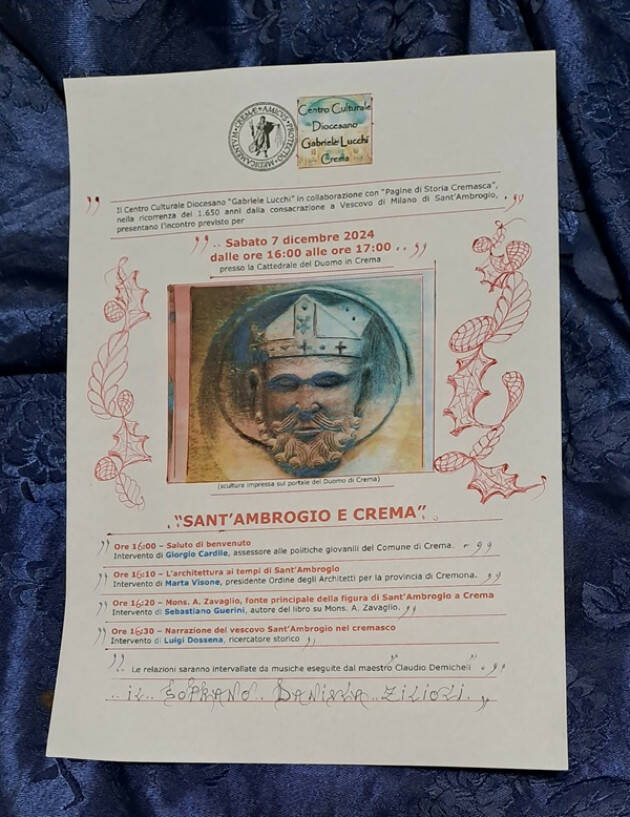 CREMÆ • AMICUS • PROTECTIO • MEDICAMENTUM
Centro Culturale
Diocesano
Gabriele Lucchi
Crema
Il Centro Culturale Diocesano "Gabriele Lucchi" in collaborazione con "Pagine di Storia Cremasca",
nella ricorrenza dei 1.650 anni dalla consacrazione a Vescovo di Milano di Sant'Ambrogio,
presentano l'incontro previsto per
Sabato 7 dicembre 2024
dalle ore 16:00 alle ore 17:00
presso la Cattedrale del Duomo in Crema
(scultura impressa sul portale del Duomo di Crema)
"SANT'AMBROGIO E CREMA"
Ore 16:00 – Saluto di benvenuto
Intervento di Giorgio Cardile, assessore alle politiche giovanili del Comune di Crema.
Ore 16:10 – L'architettura ai tempi di Sant'Ambrogio
Intervento di Marta Visone, presidente Ordine degli Architetti per la provincia di Cremona.
Ore 16:20 – Mons. A. Zavaglio, fonte principale della figura di Sant'Ambrogio a Crema
Intervento di Sebastiano Guerini, autore del libro su Mons. A. Zavaglio.
Ore 16:30 – Narrazione del vescovo Sant'Ambrogio nel cremasco
Intervento di Luigi Dossena, ricercatore storico
Le relazioni saranno intervallate da musiche eseguite dal maestro Claudio Demicheli
IL SOPRANO DANIELA ZILIOLI